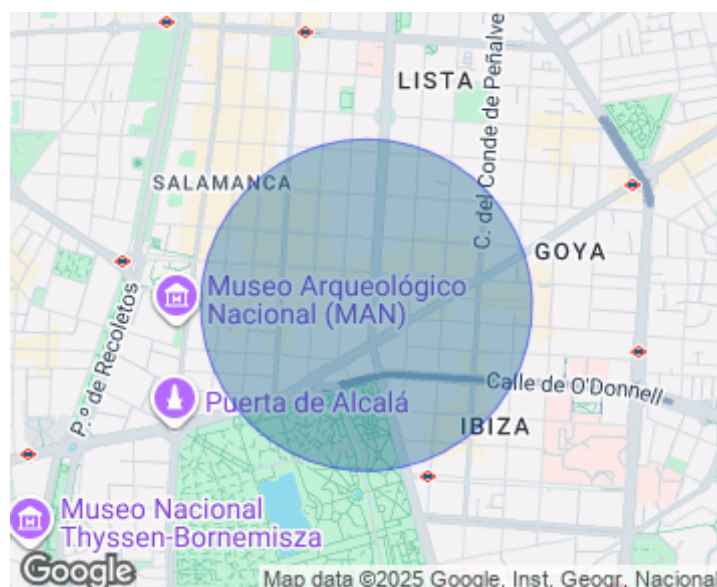 LISTA
C. del Conde de Peñalve
SALAMANCA
GOYA
Museo Arqueológico
Nacional (MAN)
P.º de Recoletos
Puerta de Alcalá
Calle de O'Donnell
IBIZA
Museo Nacional
Thyssen-Bornemisza
Google
Map data ©2025 Google, Inst. Geogr. Nacional